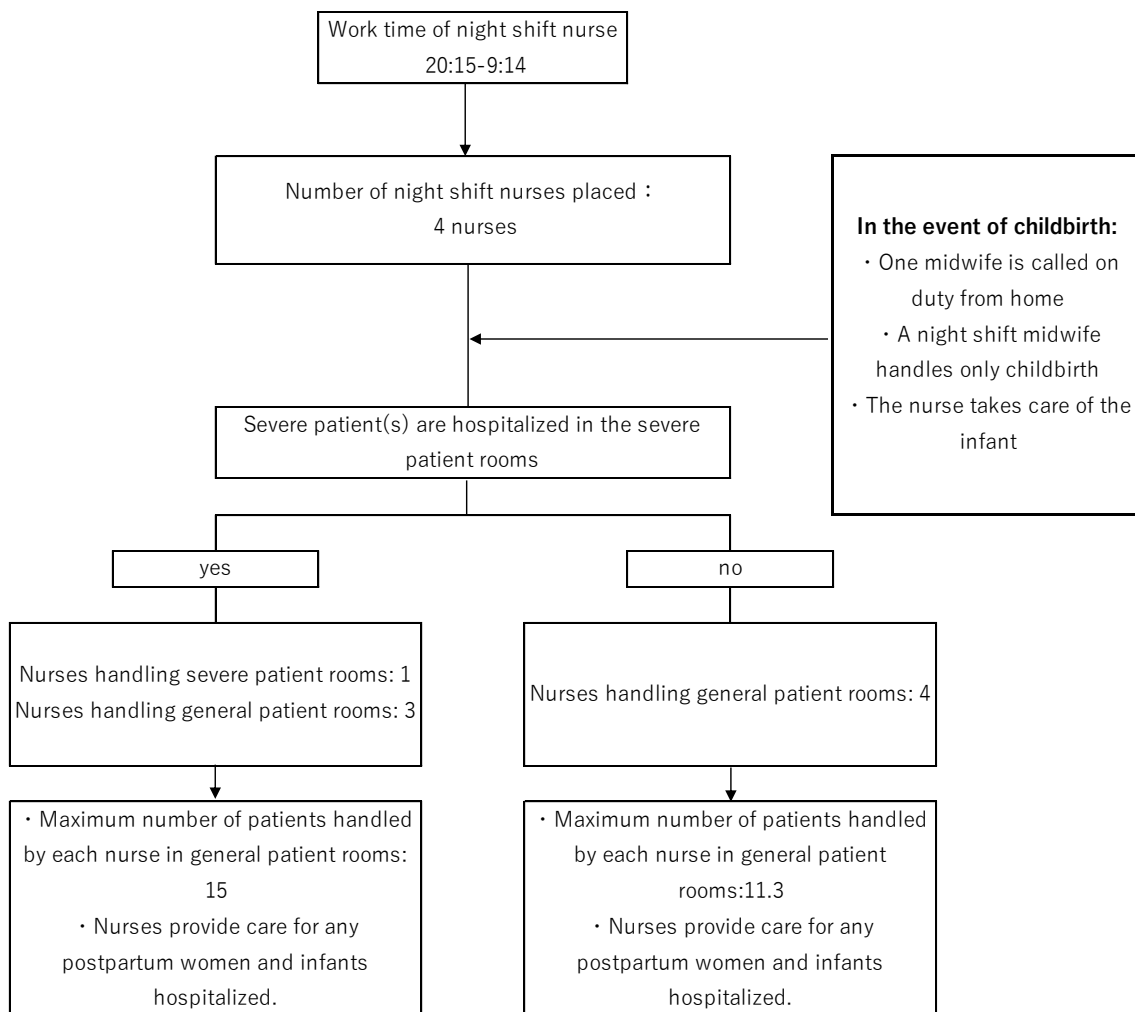 Work time of night shift nurse
20:15-9:14
Number of night shift nurses placed：
4 nurses
In the event of childbirth:
・One midwife is called on
duty from home
・A night shift midwife
handles only childbirth
・The nurse takes care of the
infant
Severe patient(s) are hospitalized in the severe
patient rooms
yes
no
Nurses handling severe patient rooms: 1
Nurses handling general patient rooms: 3
Nurses handling general patient rooms: 4
・Maximum number of patients handled
by each nurse in general patient rooms:
15
・Nurses provide care for any
postpartum women and infants
hospitalized.
・Maximum number of patients handled
by each nurse in general patient
rooms:11.3
・Nurses provide care for any
postpartum women and infants
hospitalized.